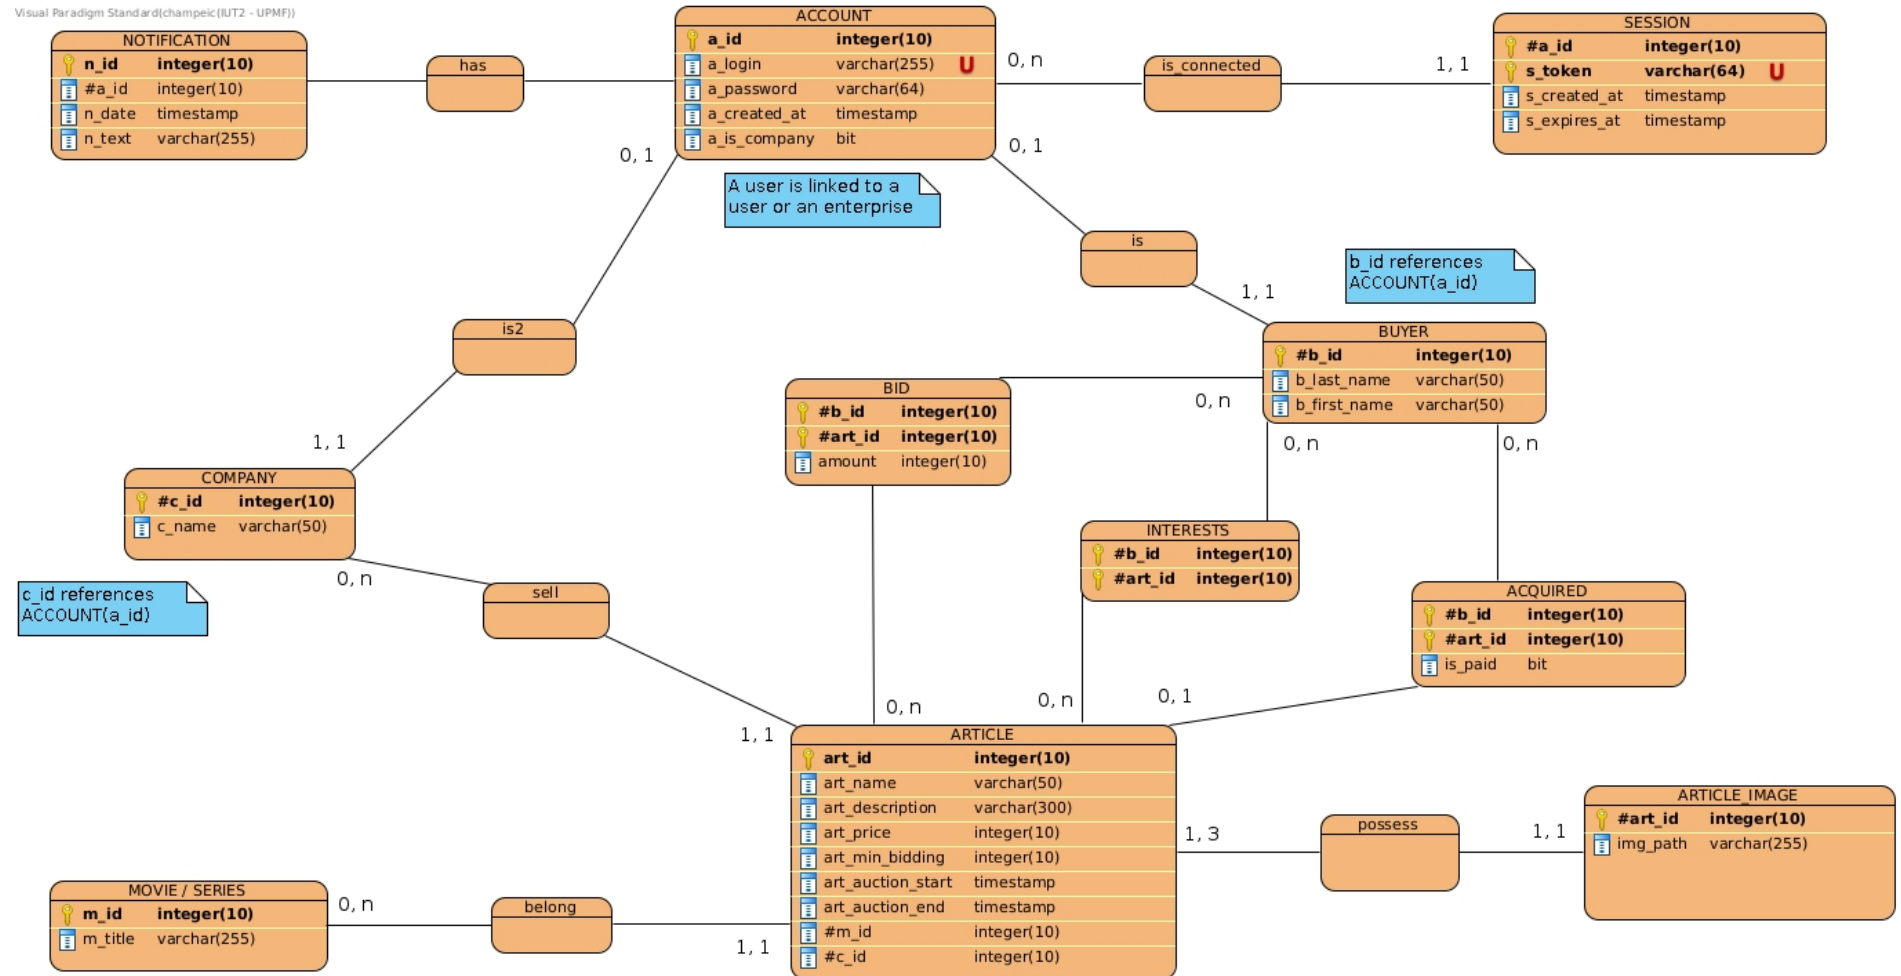 Visual Paradigm Standard(champeic(IUT2 - UPMF))
NOTIFICATION
n_id integer(10)
#a_id integer(10)
n_date timestamp
n_text varchar(255)
has
ACCOUNT
a_id integer(10)
a_login varchar(255) U
a_password varchar(64)
a_created_at timestamp
a_is_company bit
0, n
is_connected
1, 1
SESSION
#a_id integer(10)
s_token varchar(64) U
s_created_at timestamp
s_expires_at timestamp
0, 1
0, 1
A user is linked to a
user or an enterprise
is
1, 1
b_id references
ACCOUNT(a_id)
is2
1, 1
BUYER
#b_id integer(10)
b_last_name varchar(50)
b_first_name varchar(50)
BID
#b_id integer(10)
#art_id integer(10)
amount integer(10)
0, n
0, n
0, n
COMPANY
#c_id integer(10)
c_name varchar(50)
0, n
c_id references
ACCOUNT(a_id)
sell
INTERESTS
#b_id integer(10)
#art_id integer(10)
ACQUIRED
#b_id integer(10)
#art_id integer(10)
is_paid bit
1, 1
0, n
0, n
0, 1
ARTICLE
art_id integer(10)
art_name varchar(50)
art_description varchar(300)
art_price integer(10)
art_min_bidding integer(10)
art_auction_start timestamp
art_auction_end timestamp
#m_id integer(10)
#c_id integer(10)
1, 3
possess
1, 1
ARTICLE_IMAGE
#art_id integer(10)
img_path varchar(255)
MOVIE / SERIES
m_id integer(10)
m_title varchar(255)
0, n
belong
1, 1